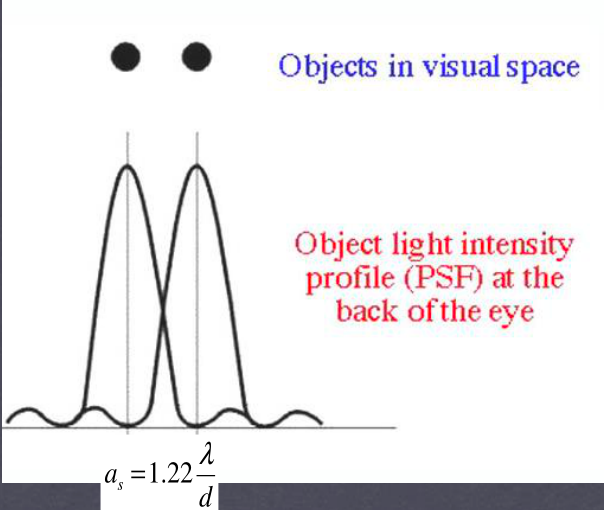 Objects in visual space
Object light intensity
profile (PSF) at the
back of the eye
a_s = 1.22 λ/d